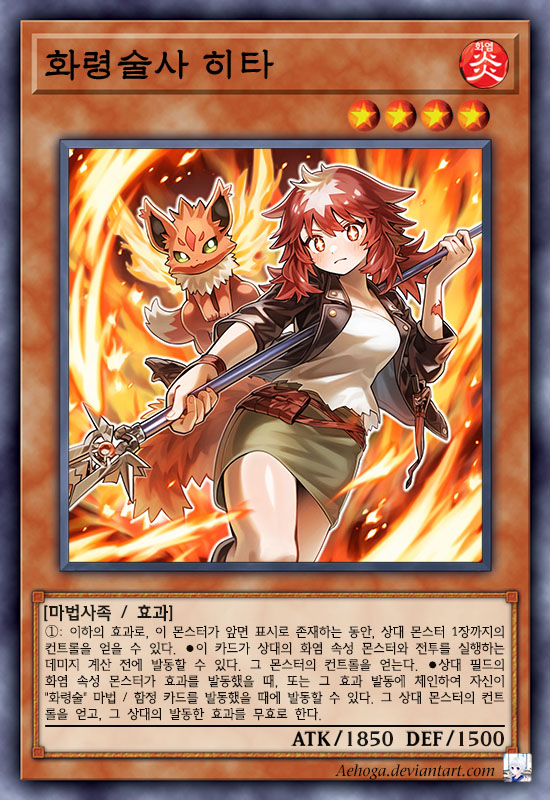 화령술사 히타
화염
炎
[마법사족 / 효과]
①: 이하의 효과로, 이 몬스터가 앞면 표시로 존재하는 동안, 상대 몬스터 1장까지의
컨트롤을 얻을 수 있다. ●이 카드가 상대의 화염 속성 몬스터와 전투를 실행하는
데미지 계산 전에 발동할 수 있다. 그 몬스터의 컨트롤을 얻는다. ●상대 필드의
화염 속성 몬스터가 효과를 발동했을 때, 또는 그 효과 발동에 체인하여 자신이
"화령술" 마법 / 함정 카드를 발동했을 때에 발동할 수 있다. 그 상대 몬스터의 컨트
롤을 얻고, 그 상대의 발동한 효과를 무효로 한다.
ATK/1850 DEF/1500
Aehoga.deviantart.com